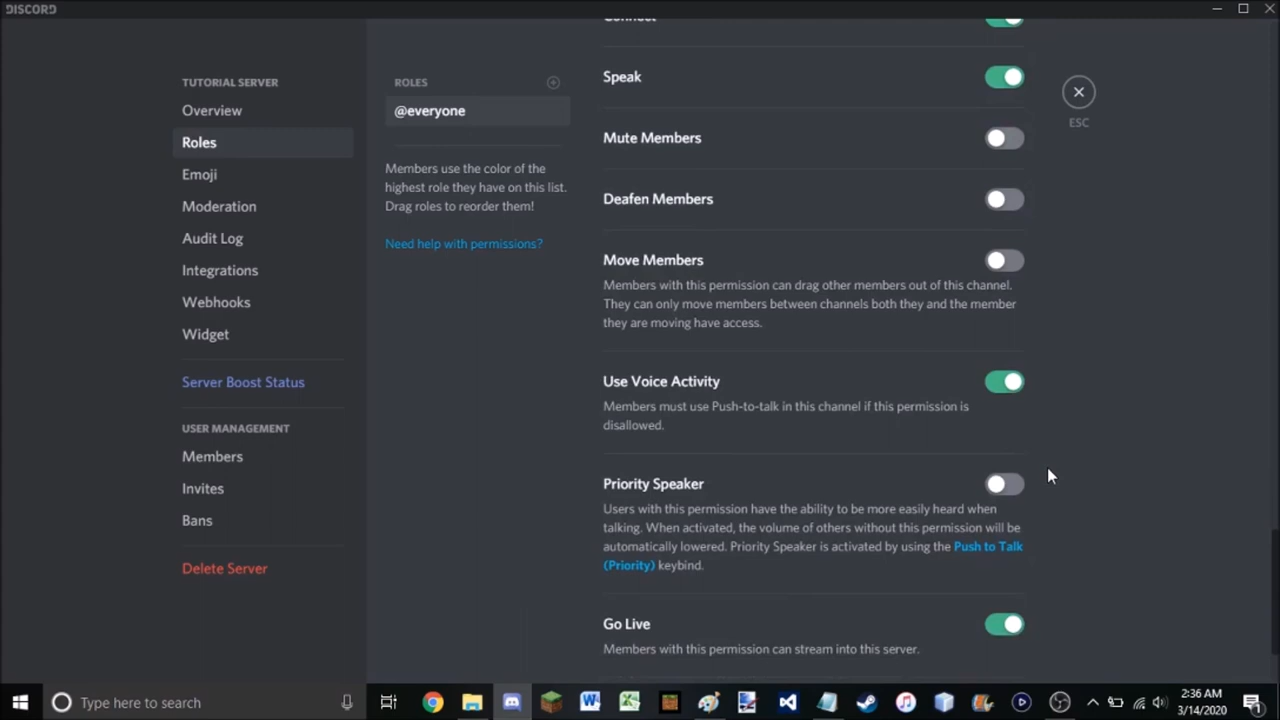 DISCORD
TUTORIAL SERVER
Overview
Roles
Emoji
Moderation
Audit Log
Integrations
Webhooks
Widget
Server Boost Status
USER MANAGEMENT
Members
Invites
Bans
Delete Server
ROLES
@everyone
Members use the color of the
highest role they have on this list.
Drag roles to reorder them!
Need help with permissions?
Connect
Speak
Mute Members
Deafen Members
Move Members
Members with this permission can drag other members out of this channel.
They can only move members between channels both they and the member
they are moving have access.
Use Voice Activity
Members must use Push-to-talk in this channel if this permission is
disallowed.
Priority Speaker
Users with this permission have the ability to be more easily heard when
talking. When activated, the volume of others without this permission will be
automatically lowered. Priority Speaker is activated by using the Push to Talk
(Priority) keybind.
Go Live
Members with this permission can stream into this server.
ESC
Type here to search
2:36 AM
3/14/2020
1